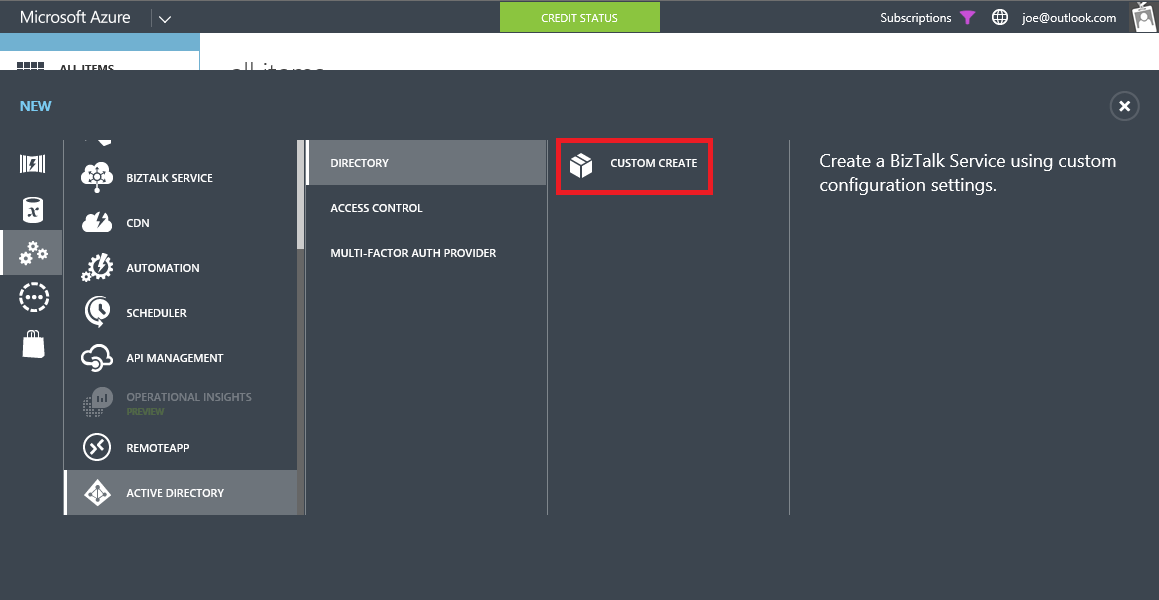 Microsoft Azure
CREDIT STATUS
Subscriptions
joe@outlook.com
ALL ITEMS
all items
NEW
BIZTALK SERVICE
CDN
AUTOMATION
SCHEDULER
API MANAGEMENT
OPERATIONAL INSIGHTS
PREVIEW
REMOTEAPP
ACTIVE DIRECTORY
DIRECTORY
ACCESS CONTROL
MULTI-FACTOR AUTH PROVIDER
CUSTOM CREATE
Create a BizTalk Service using custom
configuration settings.